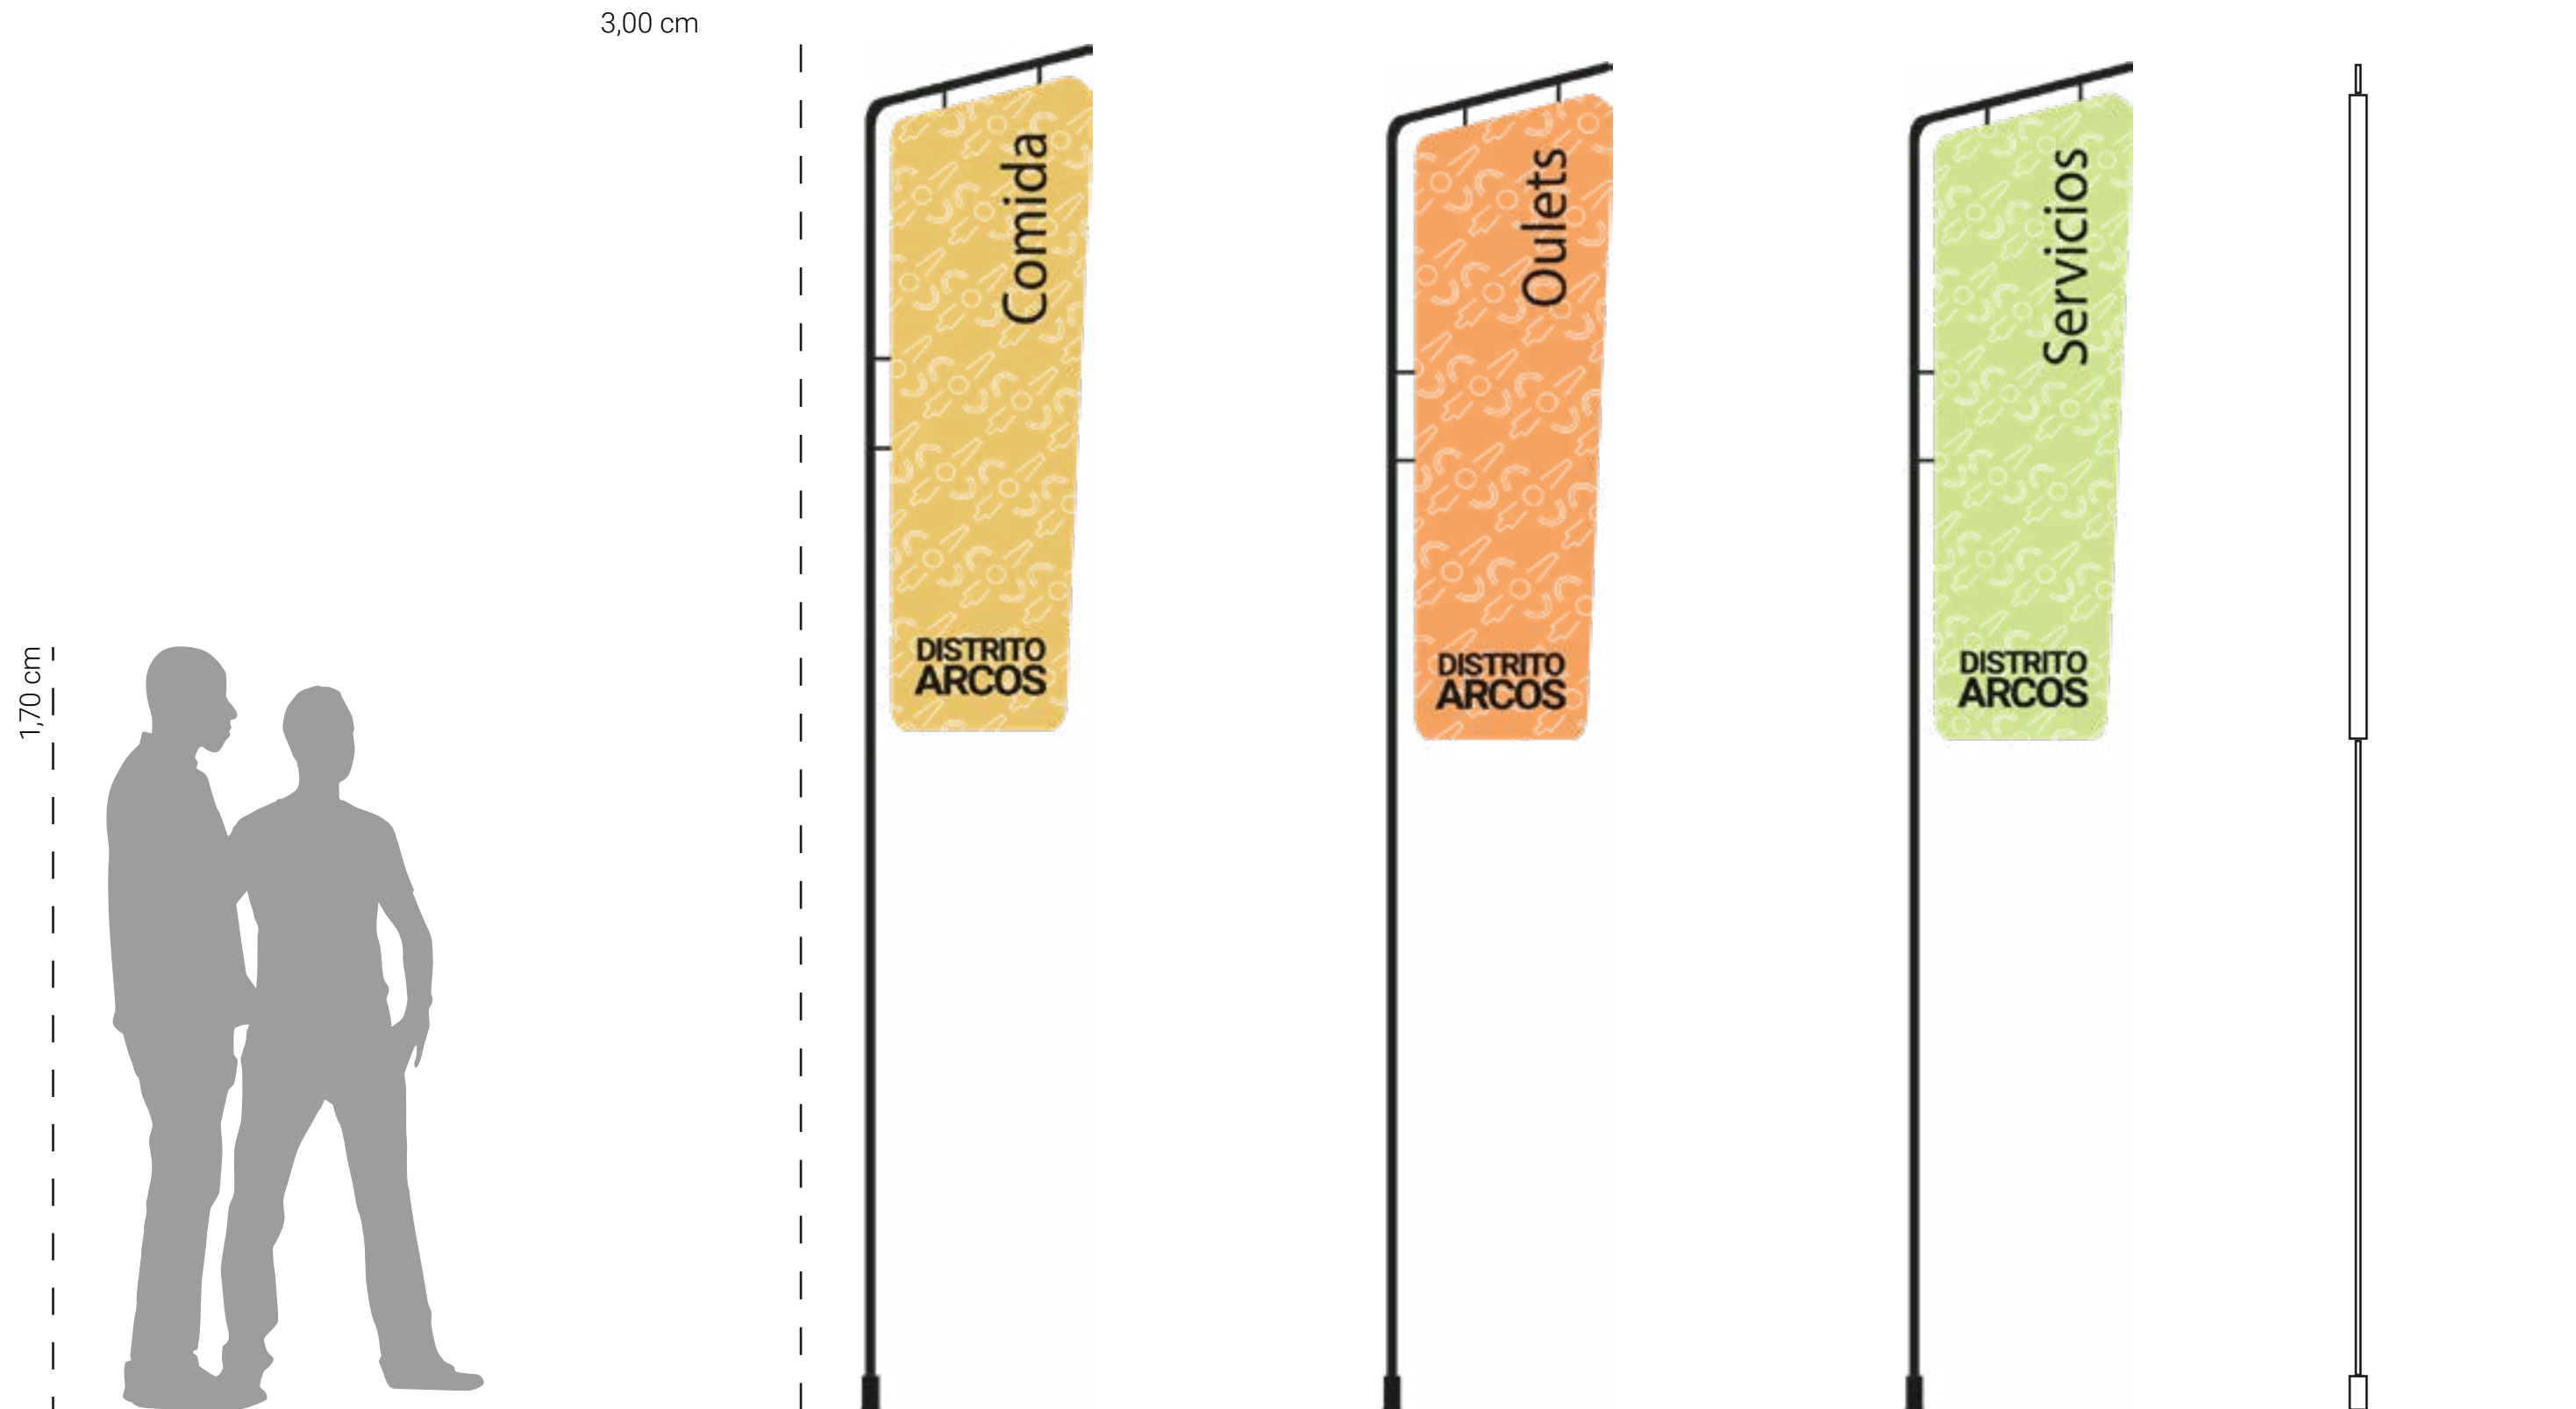 3,00 cm
1,70 cm
Comida
DISTRITO
ARCOS
Oulets
DISTRITO
ARCOS
Servicios
DISTRITO
ARCOS